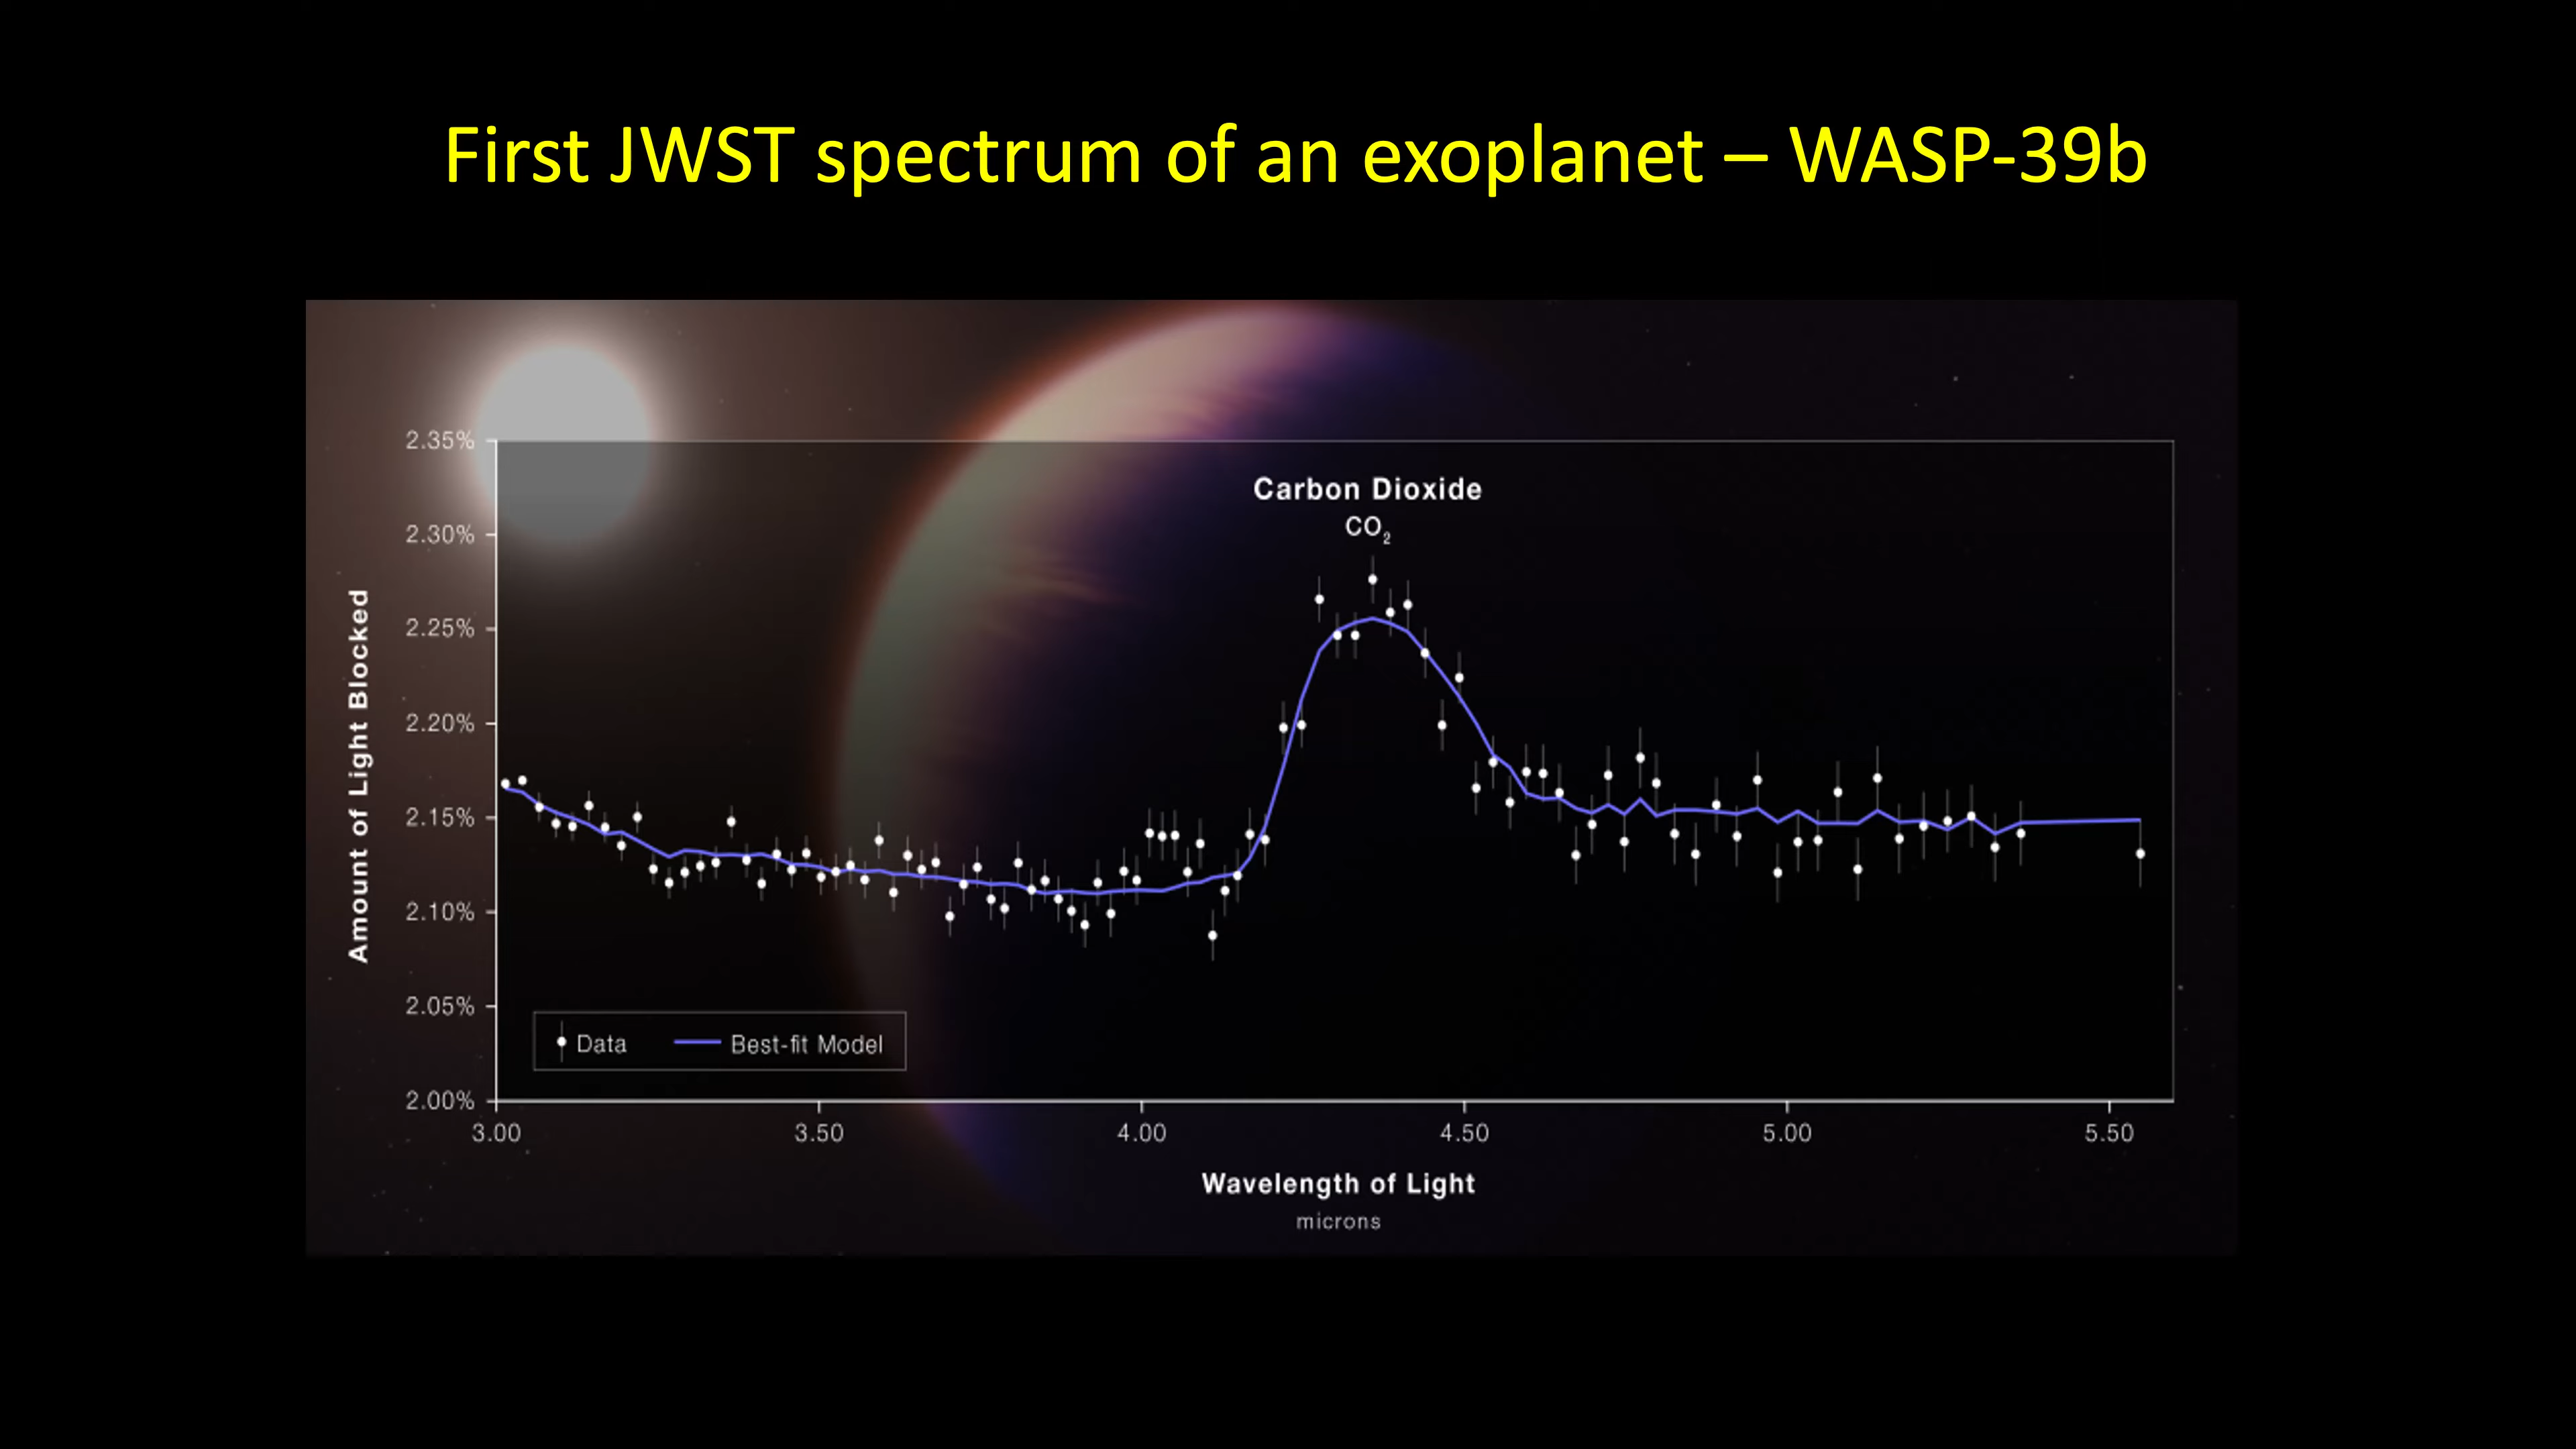 First JWST spectrum of an exoplanet – WASP-39b
2.35%
Carbon Dioxide
CO₂
2.30%
2.25%
2.20%
2.15%
2.10%
2.05%
2.00%
Amount of Light Blocked
Data
Best-fit Model
3.00 3.50 4.00 4.50 5.00 5.50
Wavelength of Light
microns